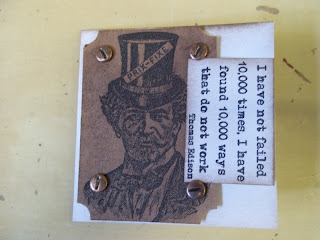 I have not failed
10,000 times. I have
found 10,000 ways
that do not work
Thomas Edison